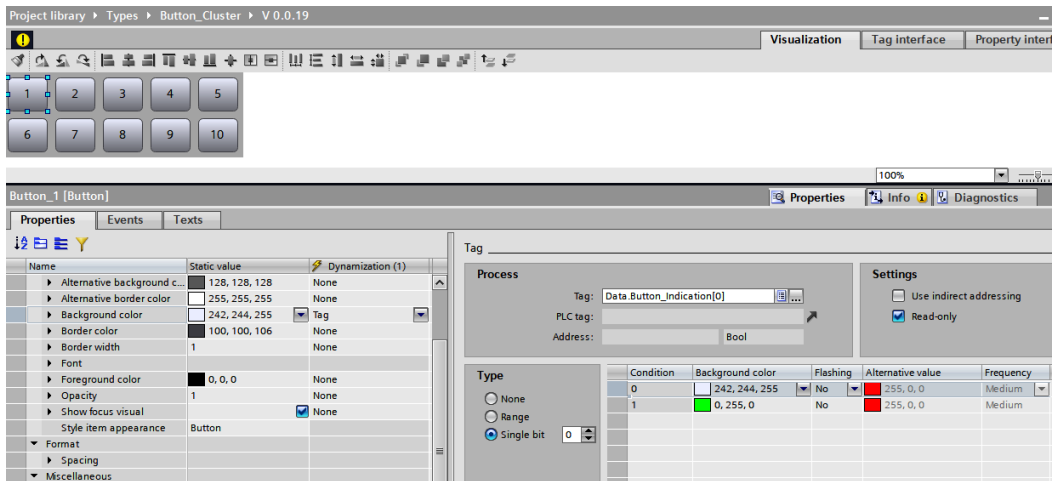 Project library ▸ Types ▸ Button_Cluster ▸ V 0.0.19
Visualization Tag interface Property interf
1 2 3 4 5
6 7 8 9 10
100%
Button_1 [Button]
Properties Info Diagnostics
Properties Events Texts
Name Static value Dynamization (1)
Alternative background c... 128, 128, 128 None
Alternative border color 255, 255, 255 None
Background color 242, 244, 255 Tag
Border color 100, 100, 106 None
Border width 1 None
Font
Foreground color 0, 0, 0 None
Opacity 1 None
Show focus visual None
Style item appearance Button
Format
Spacing
Miscellaneous
Tag
Process
Tag: Data.Button_Indication[0] ...
PLC tag:
Address: Bool
Settings
Use indirect addressing
Read-only
Type
None
Range
Single bit 0
Condition Background color Flashing Alternative value Frequency
0 242, 244, 255 No 255, 0, 0 Medium
1 0, 255, 0 No 255, 0, 0 Medium